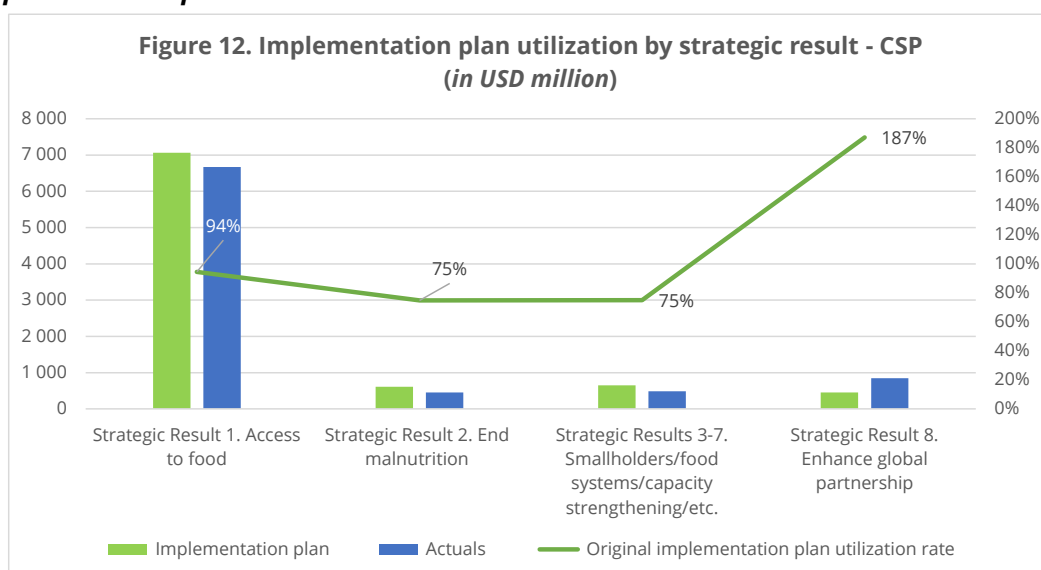 Figure 12. Implementation plan utilization by strategic result - CSP
(in USD million)
8 000
7 000
6 000
5 000
4 000
3 000
2 000
1 000
0
200%
180%
160%
140%
120%
100%
80%
60%
40%
20%
0%
94%
75%
75%
187%
Strategic Result 1. Access
to food
Strategic Result 2. End
malnutrition
Strategic Results 3-7.
Smallholders/food
systems/capacity
strengthening/etc.
Strategic Result 8.
Enhance global
partnership
Implementation plan
Actuals
Original implementation plan utilization rate